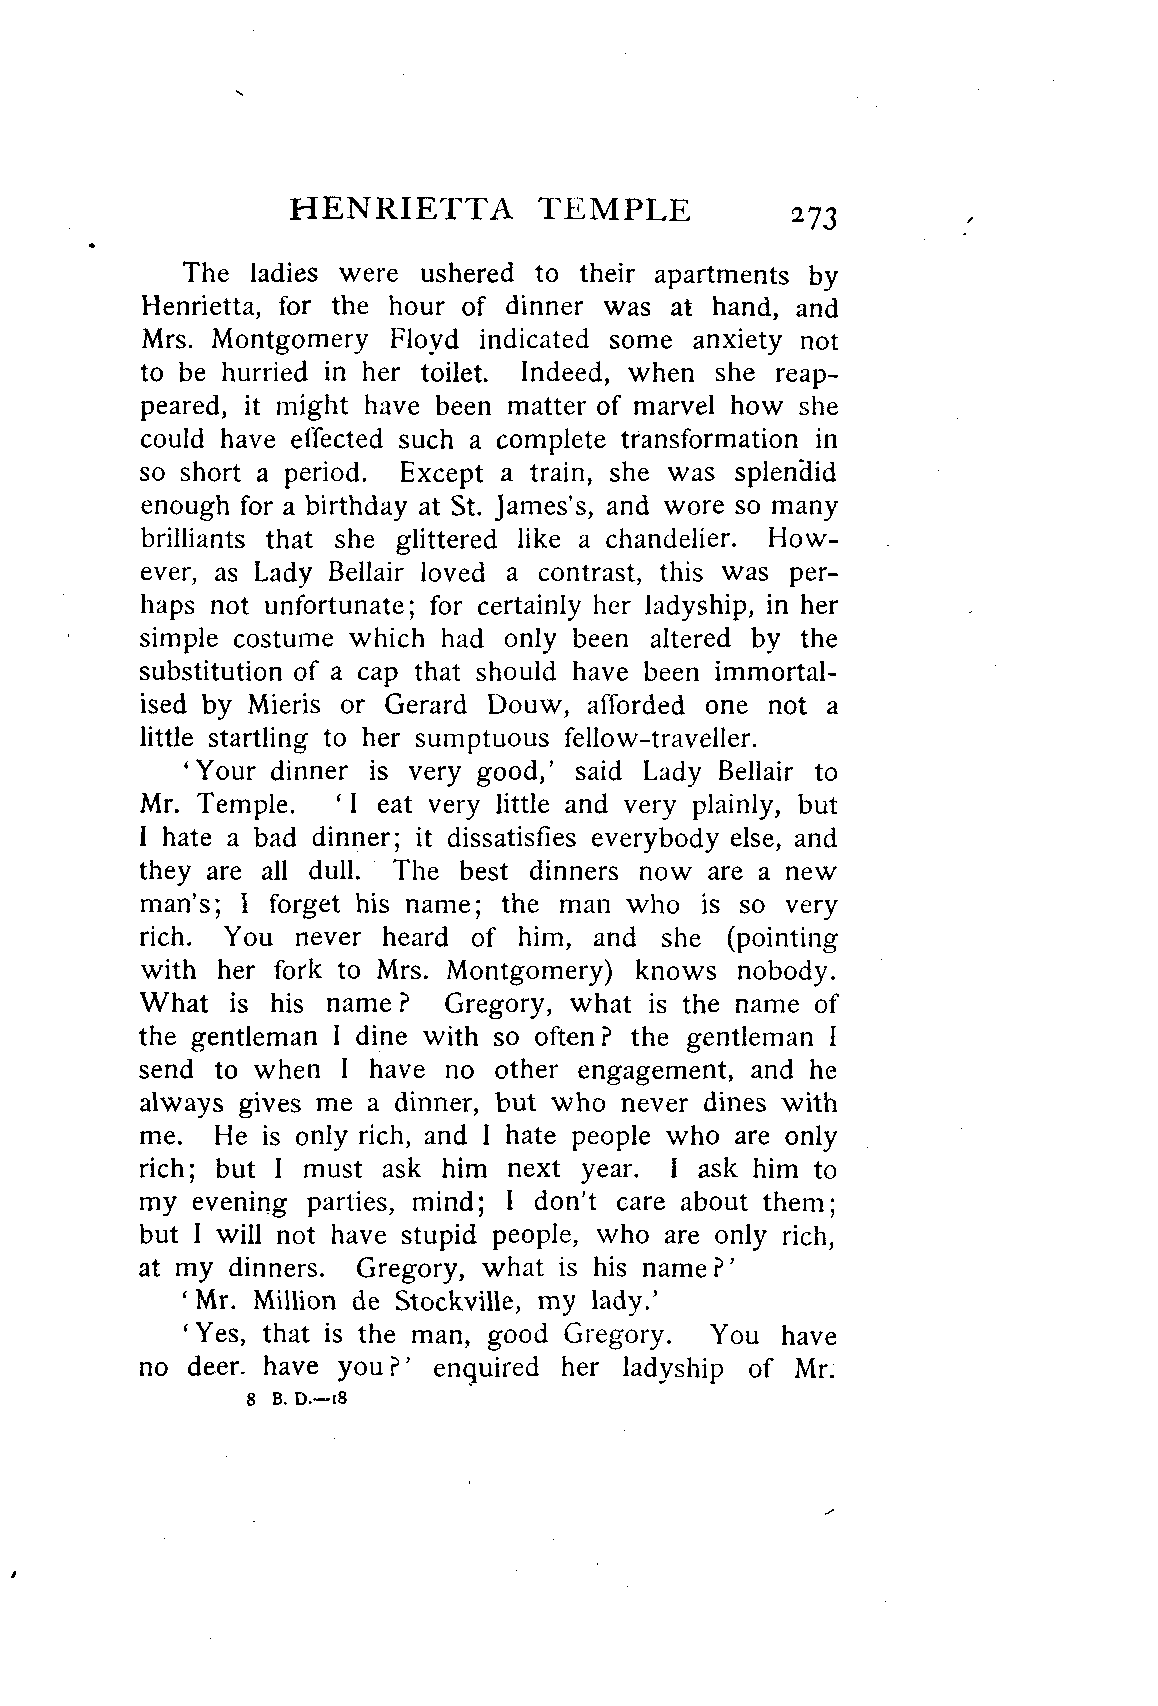 HENRIETTA TEMPLE 273
The ladies were ushered to their apartments by
Henrietta, for the hour of dinner was at hand, and
Mrs. Montgomery Floyd indicated some anxiety not
to be hurried in her toilet. Indeed, when she reap-
peared, it might have been matter of marvel how she
could have effected such a complete transformation in
so short a period. Except a train, she was splendid
enough for a birthday at St. James's, and wore so many
brilliants that she glittered like a chandelier. How-
ever, as Lady Bellair loved a contrast, this was per-
haps not unfortunate; for certainly her ladyship, in her
simple costume which had only been altered by the
substitution of a cap that should have been immortal-
ised by Mieris or Gerard Douw, afforded one not a
little startling to her sumptuous fellow-traveller.
'Your dinner is very good,' said Lady Bellair to
Mr. Temple. 'I eat very little and very plainly, but
I hate a bad dinner; it dissatisfies everybody else, and
they are all dull. The best dinners now are a new
man's; I forget his name; the man who is so very
rich. You never heard of him, and she (pointing
with her fork to Mrs. Montgomery) knows nobody.
What is his name? Gregory, what is the name of
the gentleman I dine with so often? the gentleman I
send to when I have no other engagement, and he
always gives me a dinner, but who never dines with
me. He is only rich, and I hate people who are only
rich; but I must ask him next year. I ask him to
my evening parties, mind; I don't care about them;
but I will not have stupid people, who are only rich,
at my dinners. Gregory, what is his name?'
'Mr. Million de Stockville, my lady.'
'Yes, that is the man, good Gregory. You have
no deer. have you?' enquired her ladyship of Mr.
8 B. D.—18